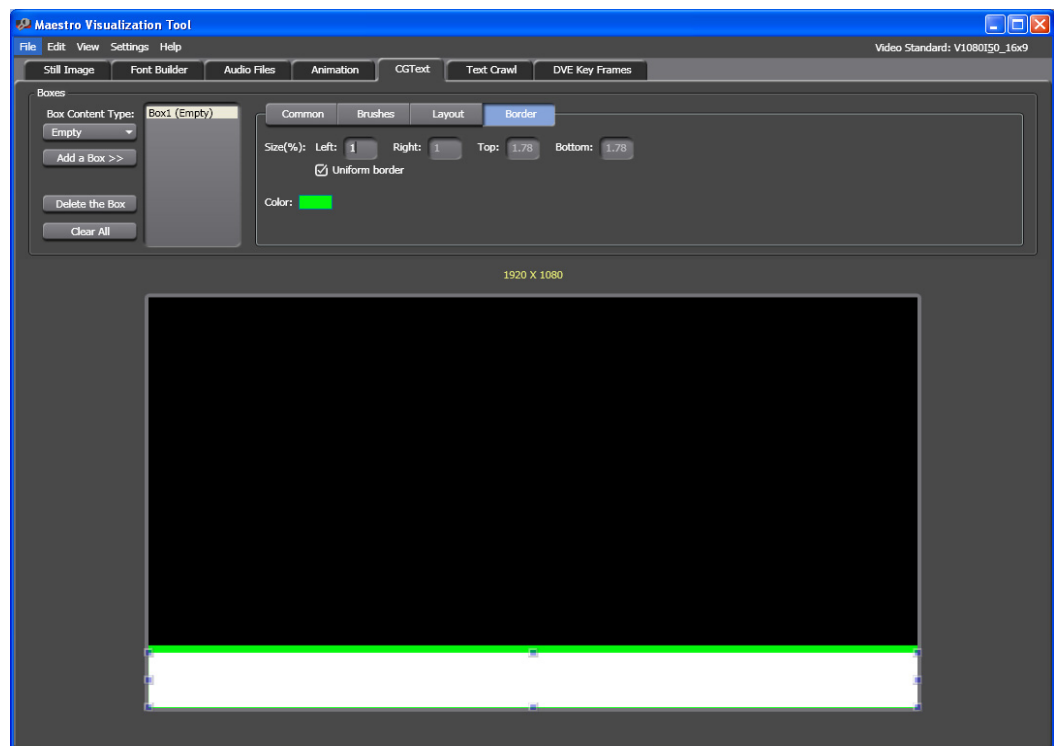 Maestro Visualization Tool
File Edit View Settings Help Video Standard: V1080I50_16x9
Still Image Font Builder Audio Files Animation CGText Text Crawl DVE Key Frames
Boxes
Box Content Type: Box1 (Empty) Common Brushes Layout Border
Empty
Size(%): Left: 1 Right: 1 Top: 1.78 Bottom: 1.78
Add a Box >>
Uniform border
Delete the Box Color:
Clear All
1920 X 1080